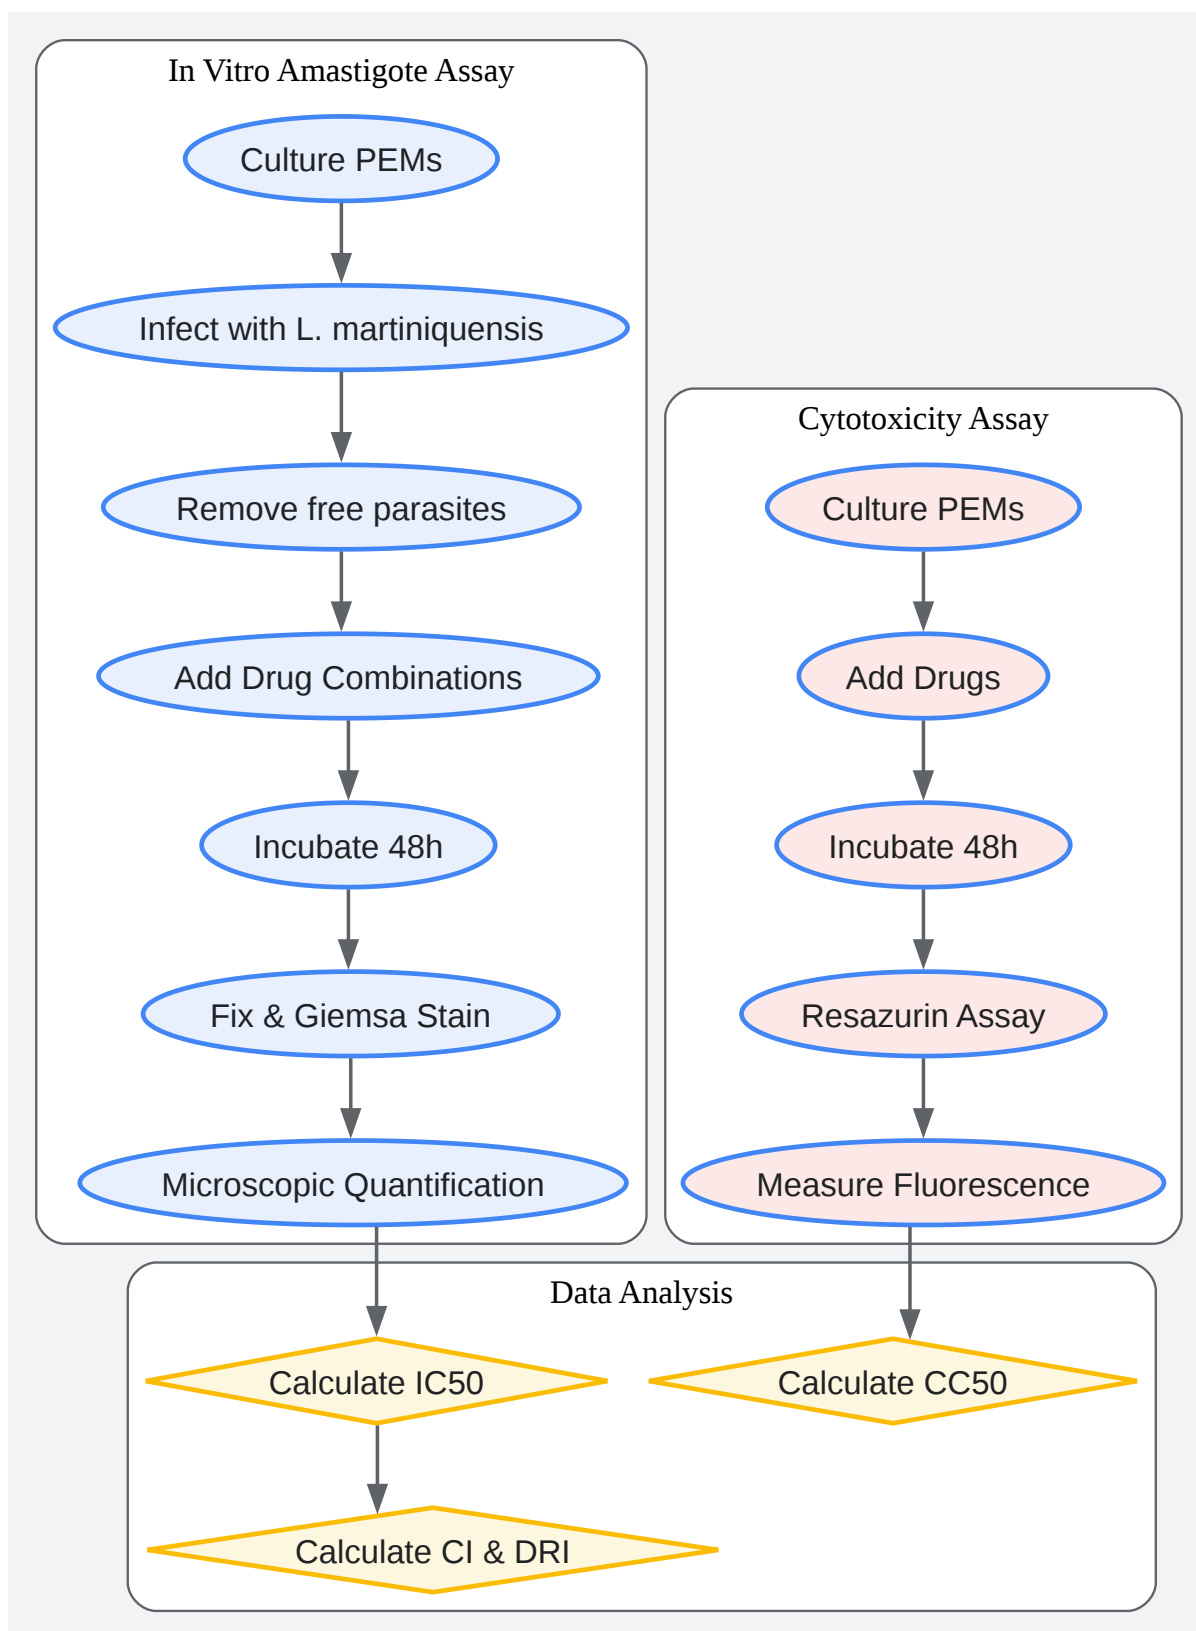 In Vitro Amastigote Assay
Culture PEMs
Infect with L. martiniquensis
Remove free parasites
Add Drug Combinations
Incubate 48h
Fix & Giemsa Stain
Microscopic Quantification
Cytotoxicity Assay
Culture PEMs
Add Drugs
Incubate 48h
Resazurin Assay
Measure Fluorescence
Data Analysis
Calculate IC50
Calculate CC50
Calculate CI & DRI